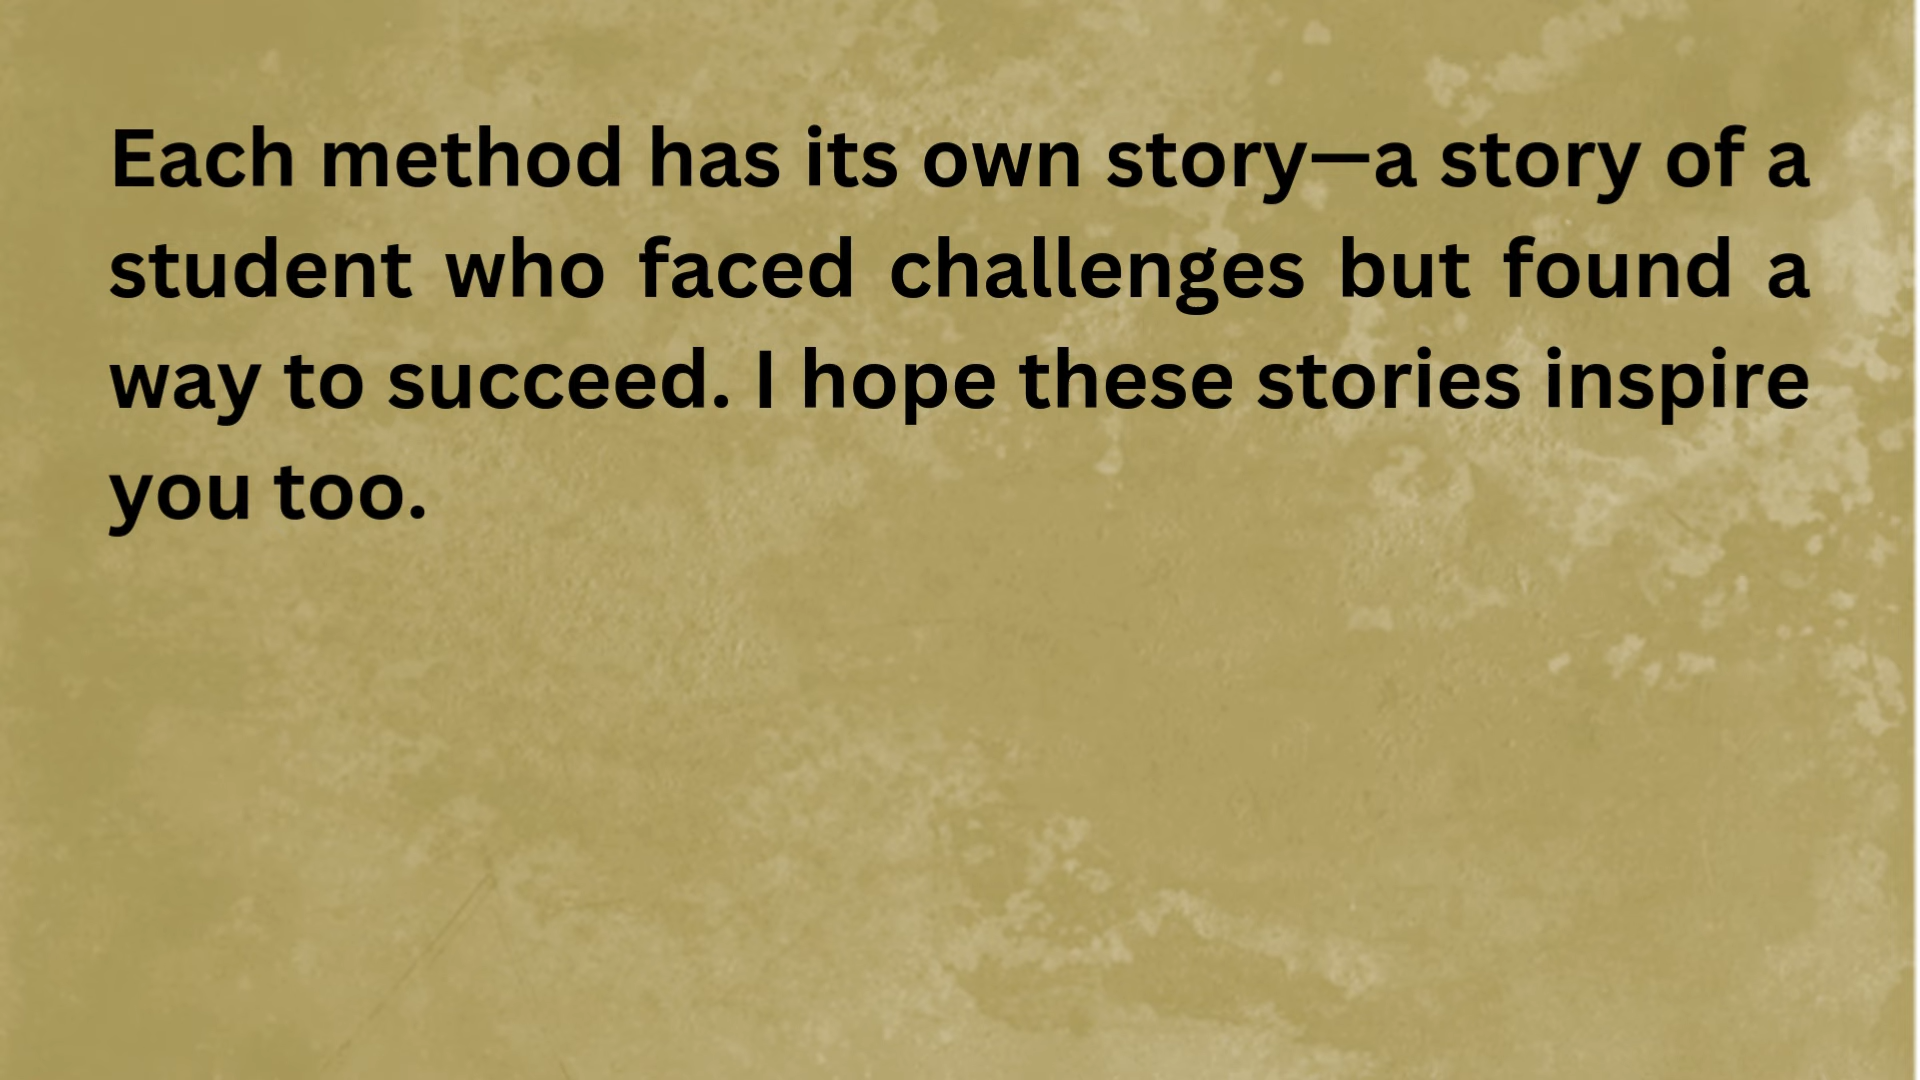 Each method has its own story—a story of a
student who faced challenges but found a
way to succeed. I hope these stories inspire
you too.